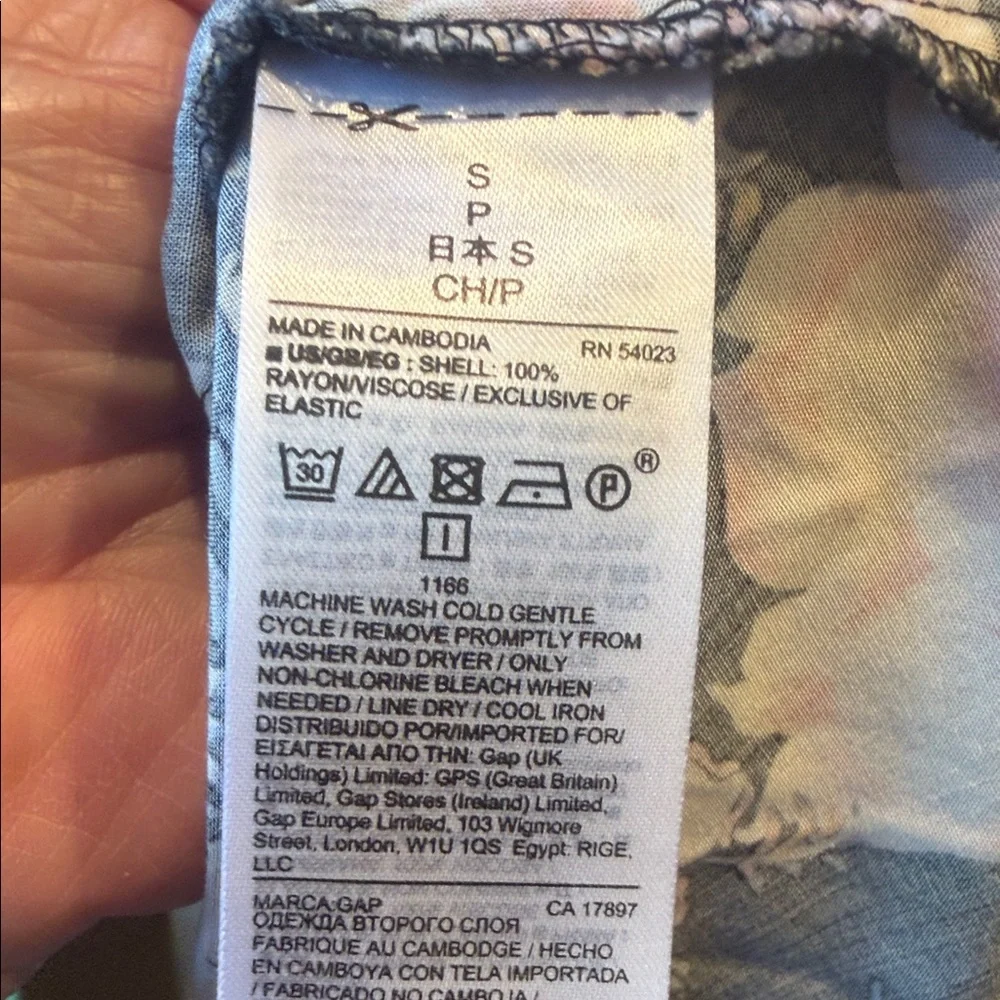 S
P
日本 S
CH/P
MADE IN CAMBODIA
RN 54023
US/GB/EG : SHELL: 100%
RAYON/VISCOSE / EXCLUSIVE OF
ELASTIC
30
P ®
1166
MACHINE WASH COLD GENTLE
CYCLE / REMOVE PROMPTLY FROM
WASHER AND DRYER / ONLY
NON-CHLORINE BLEACH WHEN
NEEDED / LINE DRY / COOL IRON
DISTRIBUIDO POR/IMPORTED FOR/
ΕΙΣΑΓΕΤΑΙ ΑΠΟ ΤΗΝ: Gap (UK
Holdings) Limited: GPS (Great Britain)
Limited, Gap Stores (Ireland) Limited,
Gap Europe Limited, 103 Wigmore
Street, London, W1U 1QS Egypt: RIGE,
LLC
MARCA:GAP
CA 17897
ОДЕЖДА ВТОРОГО СЛОЯ
FABRIQUE AU CAMBODGE / HECHO
EN CAMBOYA CON TELA IMPORTADA
/ FABRICADO NO CAMBOJA /